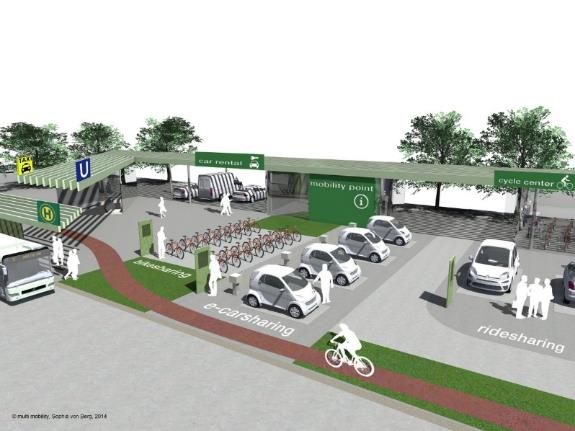 TAXI
U
H
car rental
mobility point
i
cycle center
bikesharing
e-carsharing
ridesharing
© multi mobility, Sophia von Berg, 2014